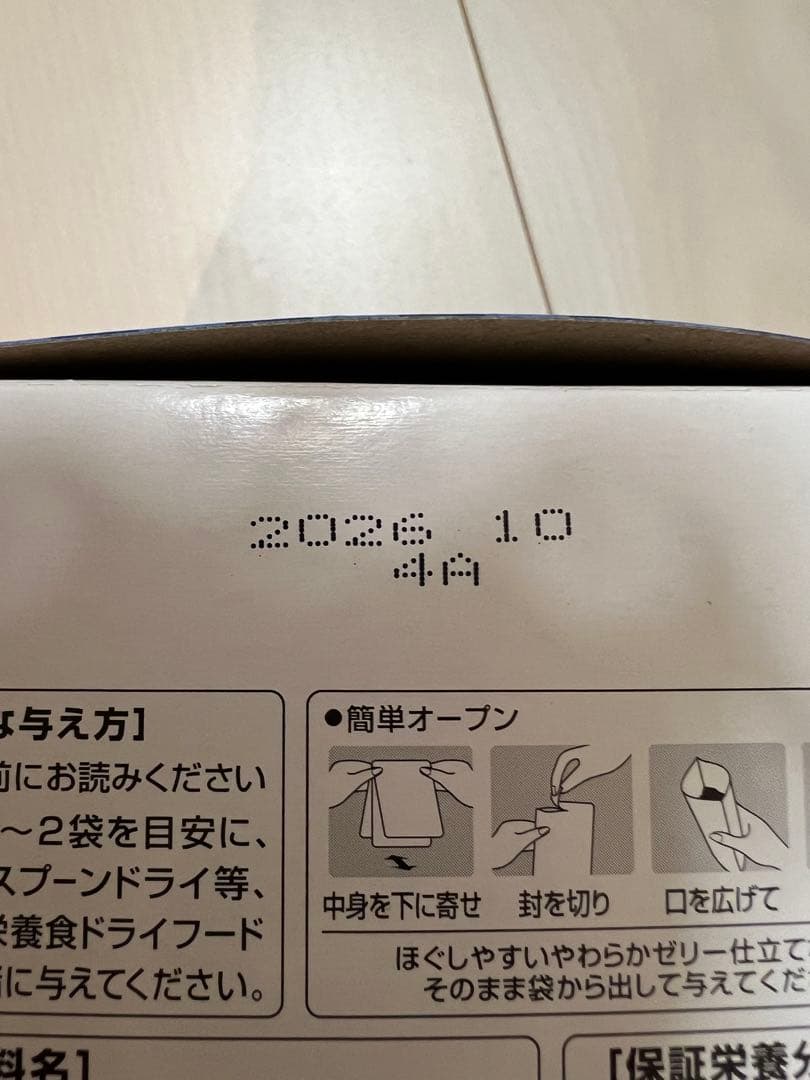 2026 10
4A
な与え方]
前にお読みください
～2袋を目安に、
スプーンドライ等、
栄養食ドライフード
緒に与えてください。
●簡単オープン
中身を下に寄せ
封を切り
口を広げて
ほぐしやすいやわらかゼリー仕立て
そのまま袋から出して与えてくだ
料名]
[保証栄養分